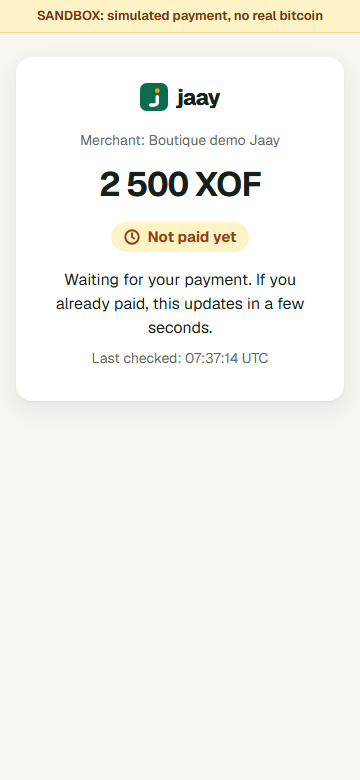 SANDBOX: simulated payment, no real bitcoin
jaay
Merchant: Boutique demo Jaay
2 500 XOF
Not paid yet
Waiting for your payment. If you
already paid, this updates in a few
seconds.
Last checked: 07:37:14 UTC